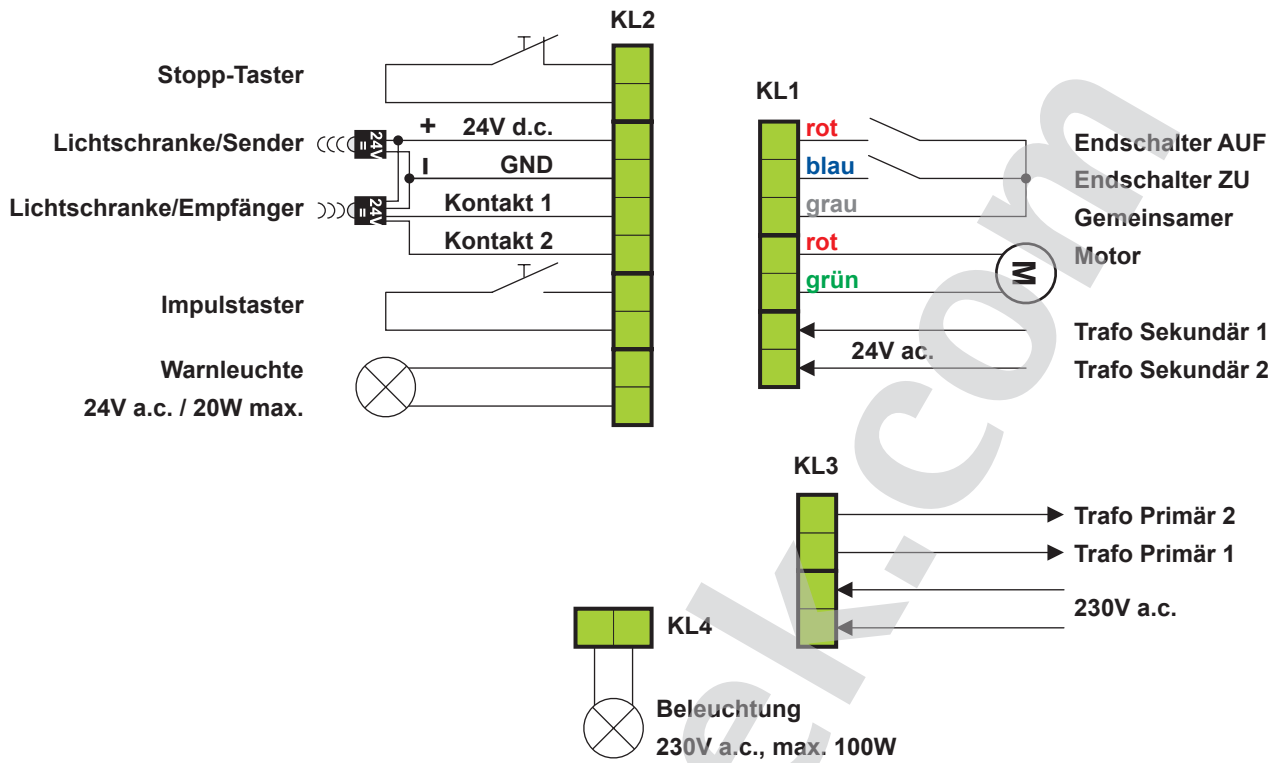 KL2
Stopp-Taster
Lichtschranke/Sender
24V
=
+ 24V d.c.
I GND
Lichtschranke/Empfänger
24V
=
Kontakt 1
Kontakt 2
Impulstaster
Warnleuchte
24V a.c. / 20W max.
KL1
rot
Endschalter AUF
blau
Endschalter ZU
grau
Gemeinsamer
rot
Motor
M
grün
Trafo Sekundär 1
24V ac.
Trafo Sekundär 2
KL3
Trafo Primär 2
Trafo Primär 1
230V a.c.
KL4
Beleuchtung
230V a.c., max. 100W
ek.com